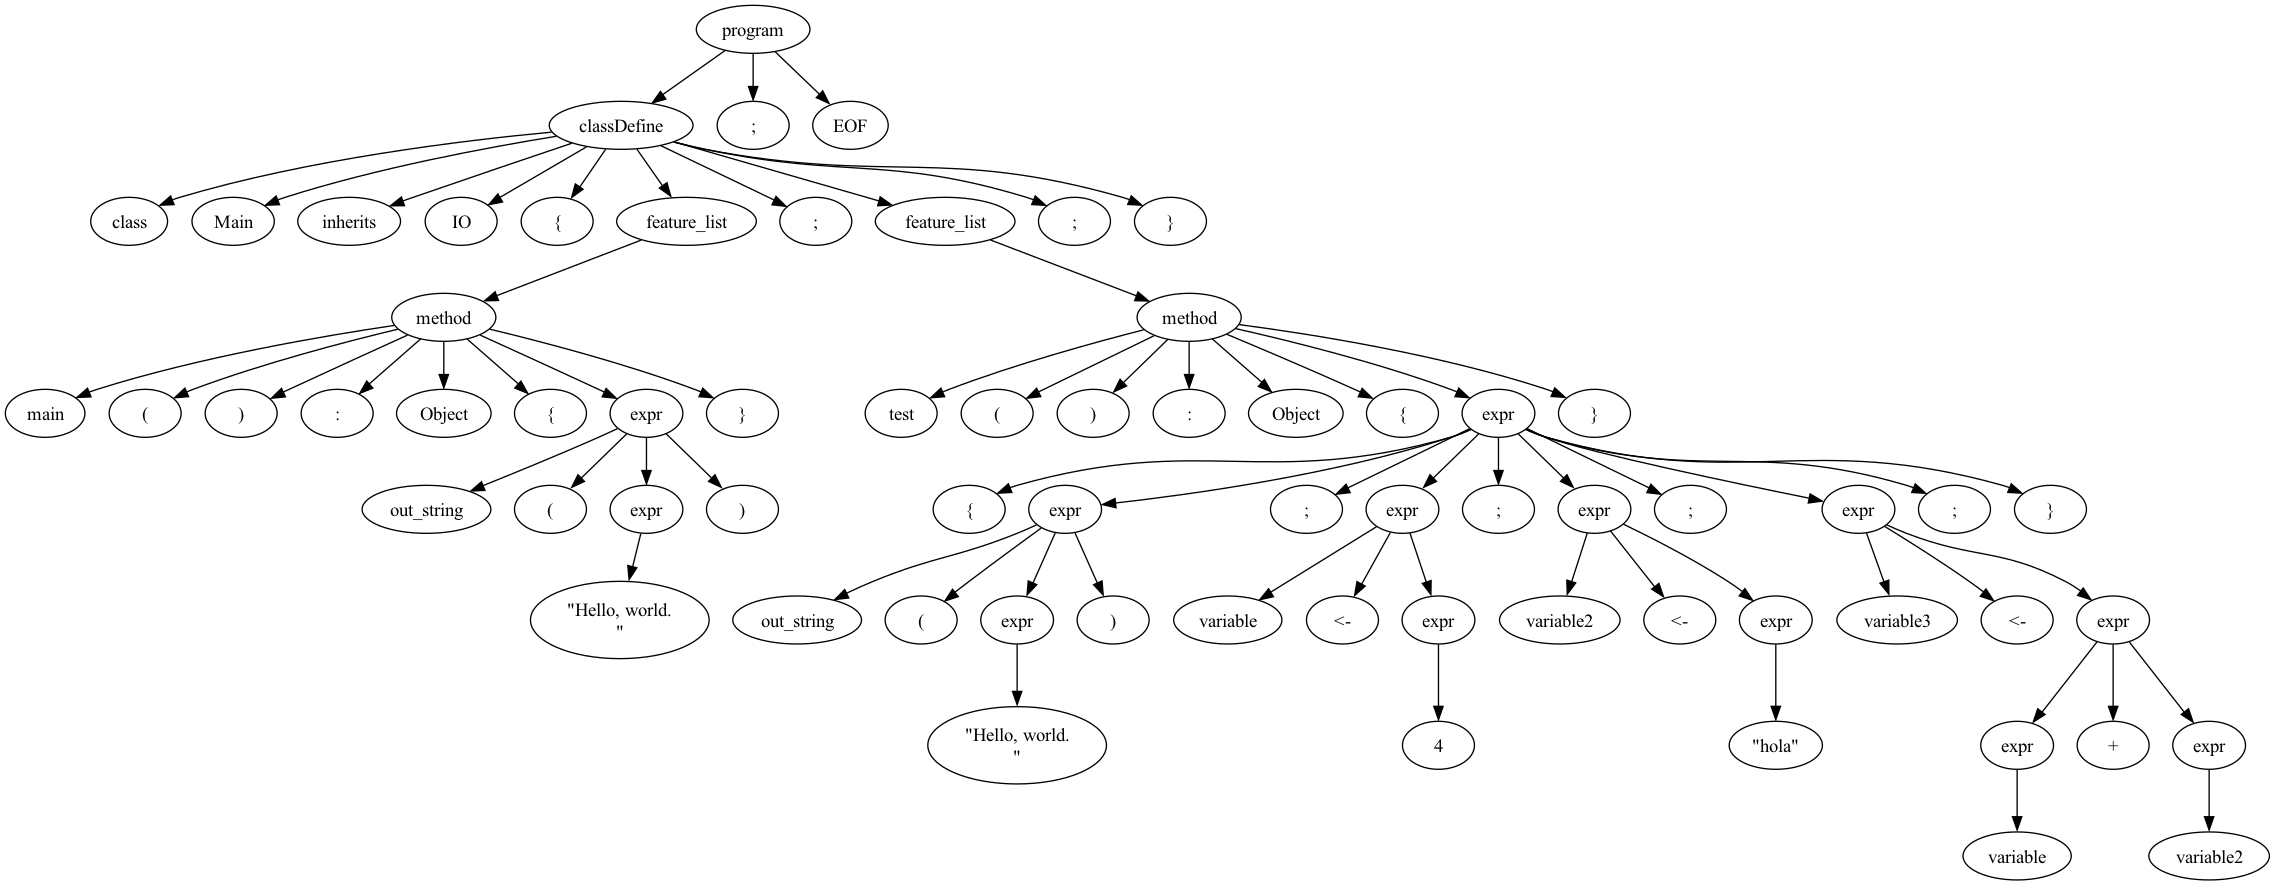 program
classDefine
;
EOF
class
Main
inherits
IO
{
feature_list
;
feature_list
;
}
method
method
main
(
)
:
Object
{
expr
}
test
(
)
:
Object
{
expr
}
out_string
(
expr
)
{
expr
;
expr
;
expr
;
expr
;
}
"Hello, world.
"
out_string
(
expr
)
variable
<-
expr
variable2
<-
expr
variable3
<-
expr
"Hello, world.
"
4
"hola"
expr
+
expr
variable
variable2